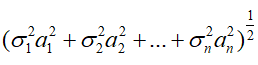 (σ₁²a₁² + σ₂²a₂² + ... + σₙ²aₙ²)^(1/2)